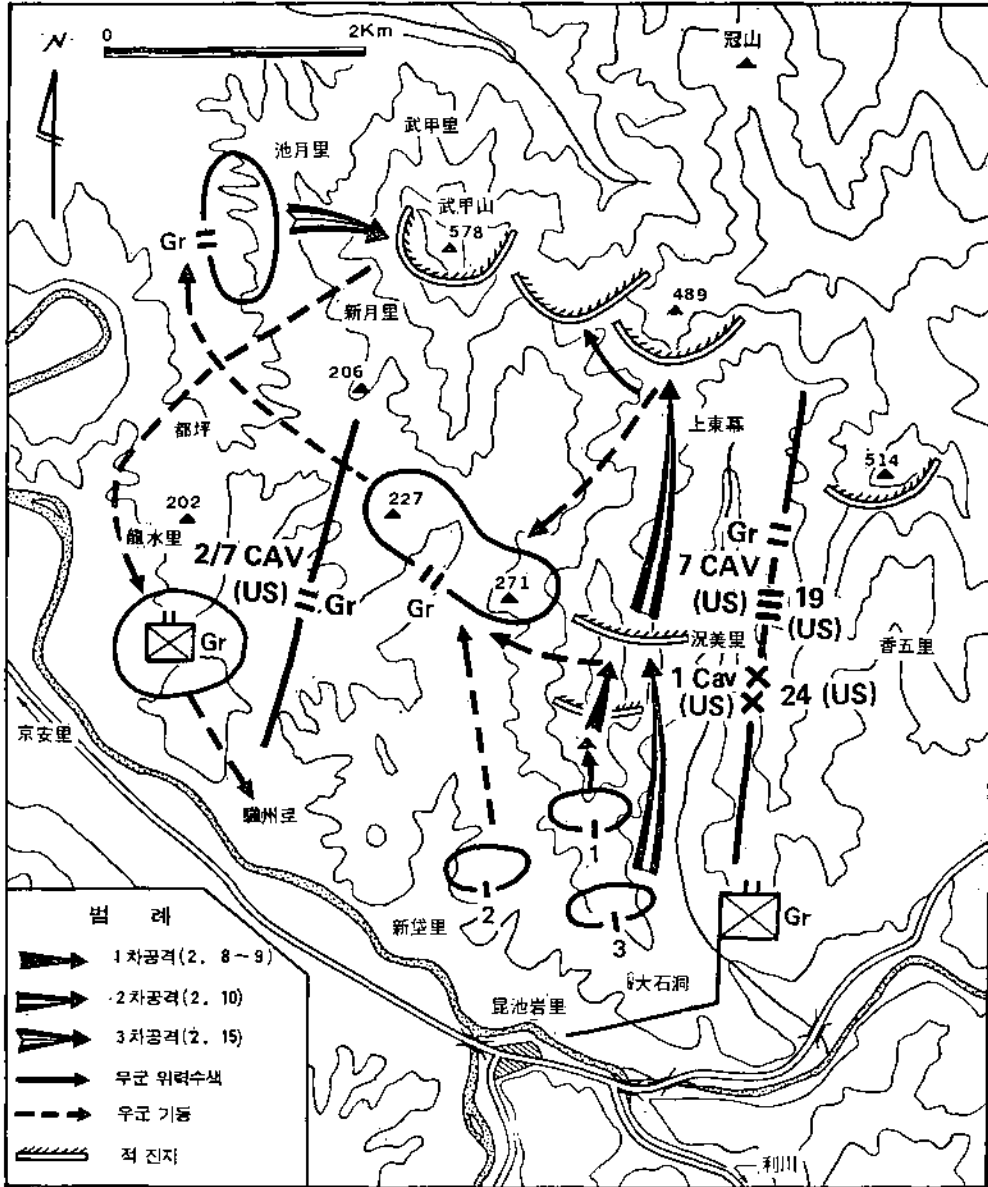 N
0 2Km
冠山
武甲里
池月里
武甲山
578
Gr
新月里
489
206
都坪
上東幕
514
227
202
龍水里
2/7 CAV
(US)
Gr
Gr
271
Gr
7 CAV
(US)
19
(US)
況美里
香五里
Gr
1 Cav
(US)
24 (US)
京安里
驪州로
1
2
3
Gr
新垈里
大石洞
昆池岩里
利川
범 례
1차공격(2. 8~9)
2차공격(2. 10)
3차공격(2. 15)
우군 위력수색
우군 기동
적 진지